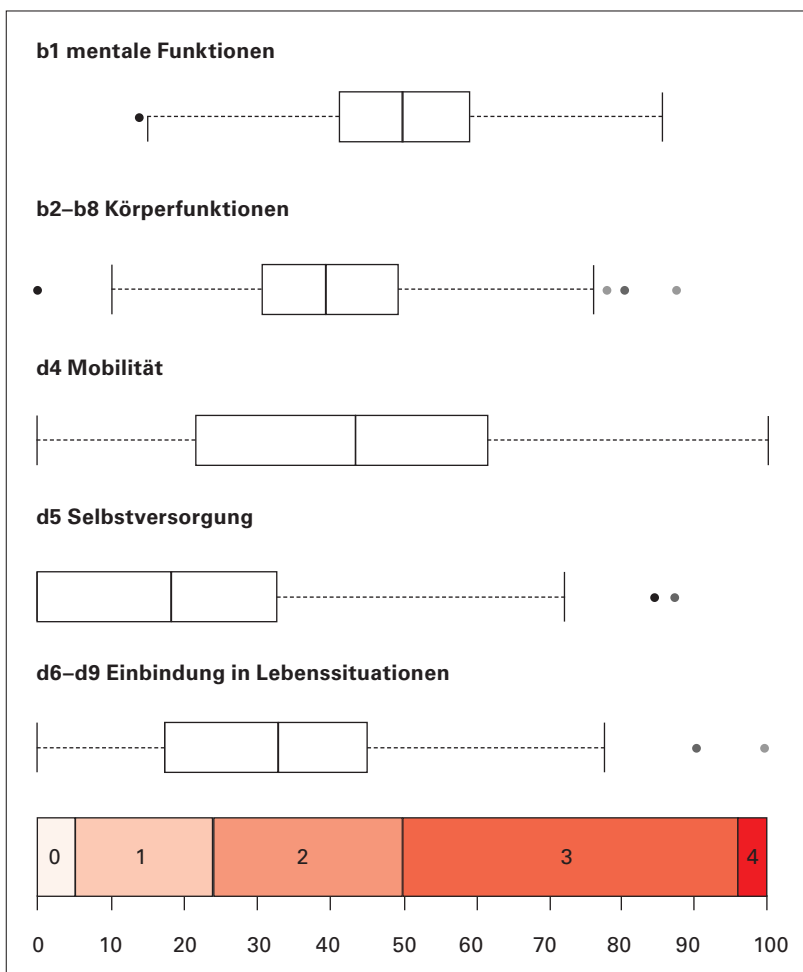 b1 mentale Funktionen
b2–b8 Körperfunktionen
d4 Mobilität
d5 Selbstversorgung
d6–d9 Einbindung in Lebenssituationen
0 1 2 3 4
0 10 20 30 40 50 60 70 80 90 100